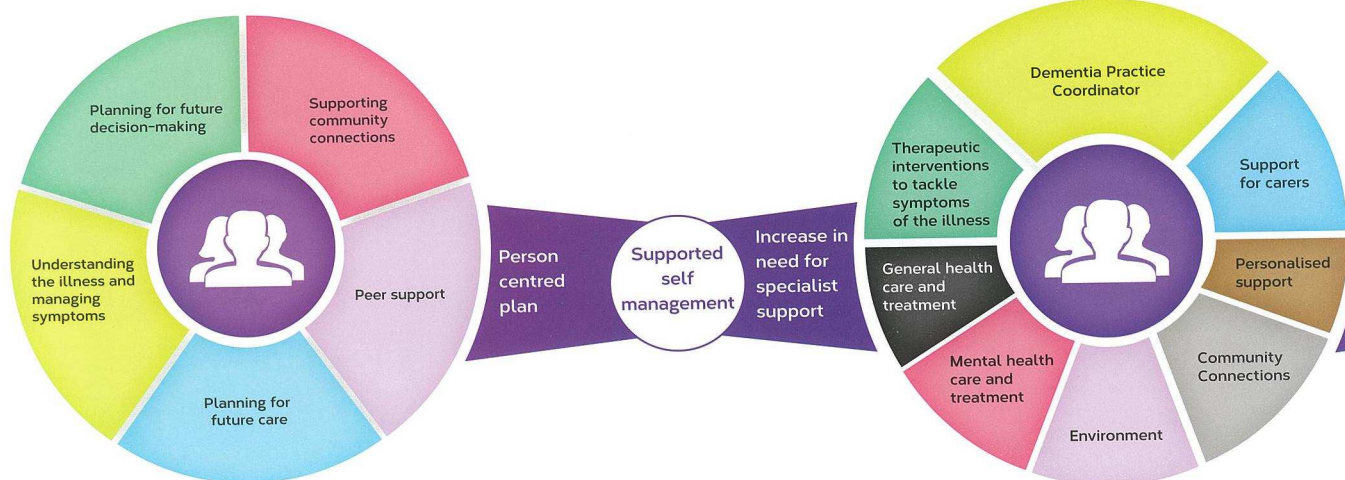 Planning for future
decision-making
Supporting
community
connections
Peer support
Planning for
future care
Understanding
the illness and
managing
symptoms
Person
centred
plan
Supported
self
management
Increase in
need for
specialist
support
Dementia Practice
Coordinator
Support
for carers
Personalised
support
Community
Connections
Environment
Mental health
care and
treatment
General health
care and
treatment
Therapeutic
interventions
to tackle
symptoms
of the illness